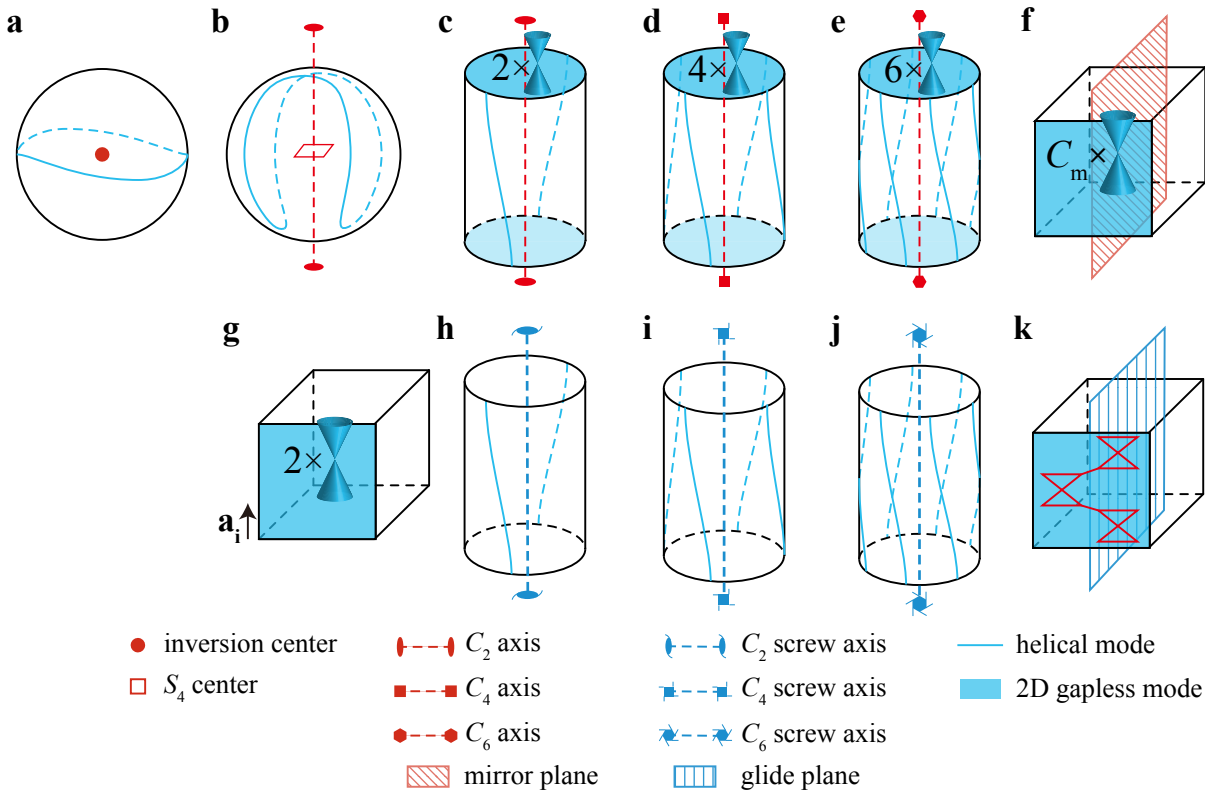 a
b
c
d
e
f
2×
4×
6×
C_m ×
g
h
i
j
k
2×
a_i
inversion center
S_4 center
C_2 axis
C_4 axis
C_6 axis
mirror plane
C_2 screw axis
C_4 screw axis
C_6 screw axis
glide plane
helical mode
2D gapless mode